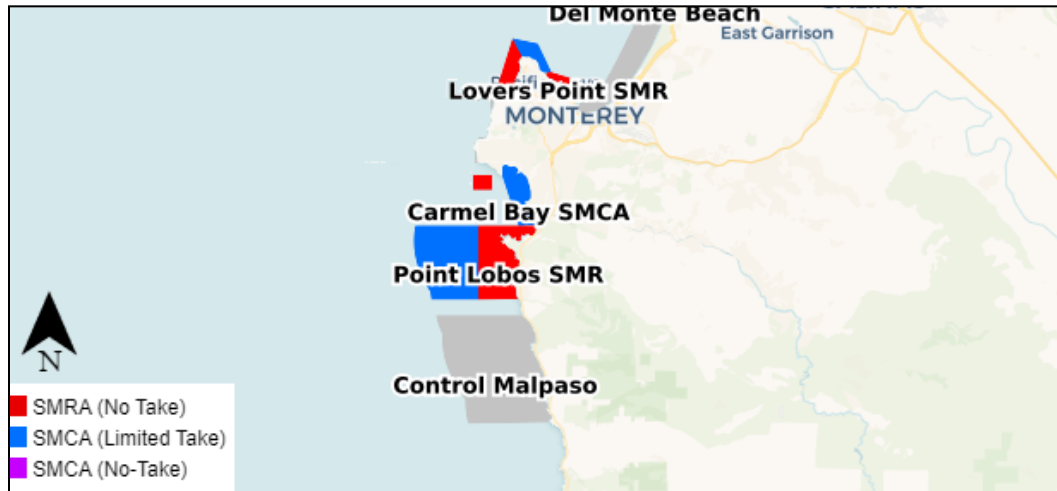 Del Monte Beach
East Garrison
Lovers Point SMR
MONTEREY
Carmel Bay SMCA
Point Lobos SMR
N
Control Malpaso
SMRA (No Take)
SMCA (Limited Take)
SMCA (No-Take)